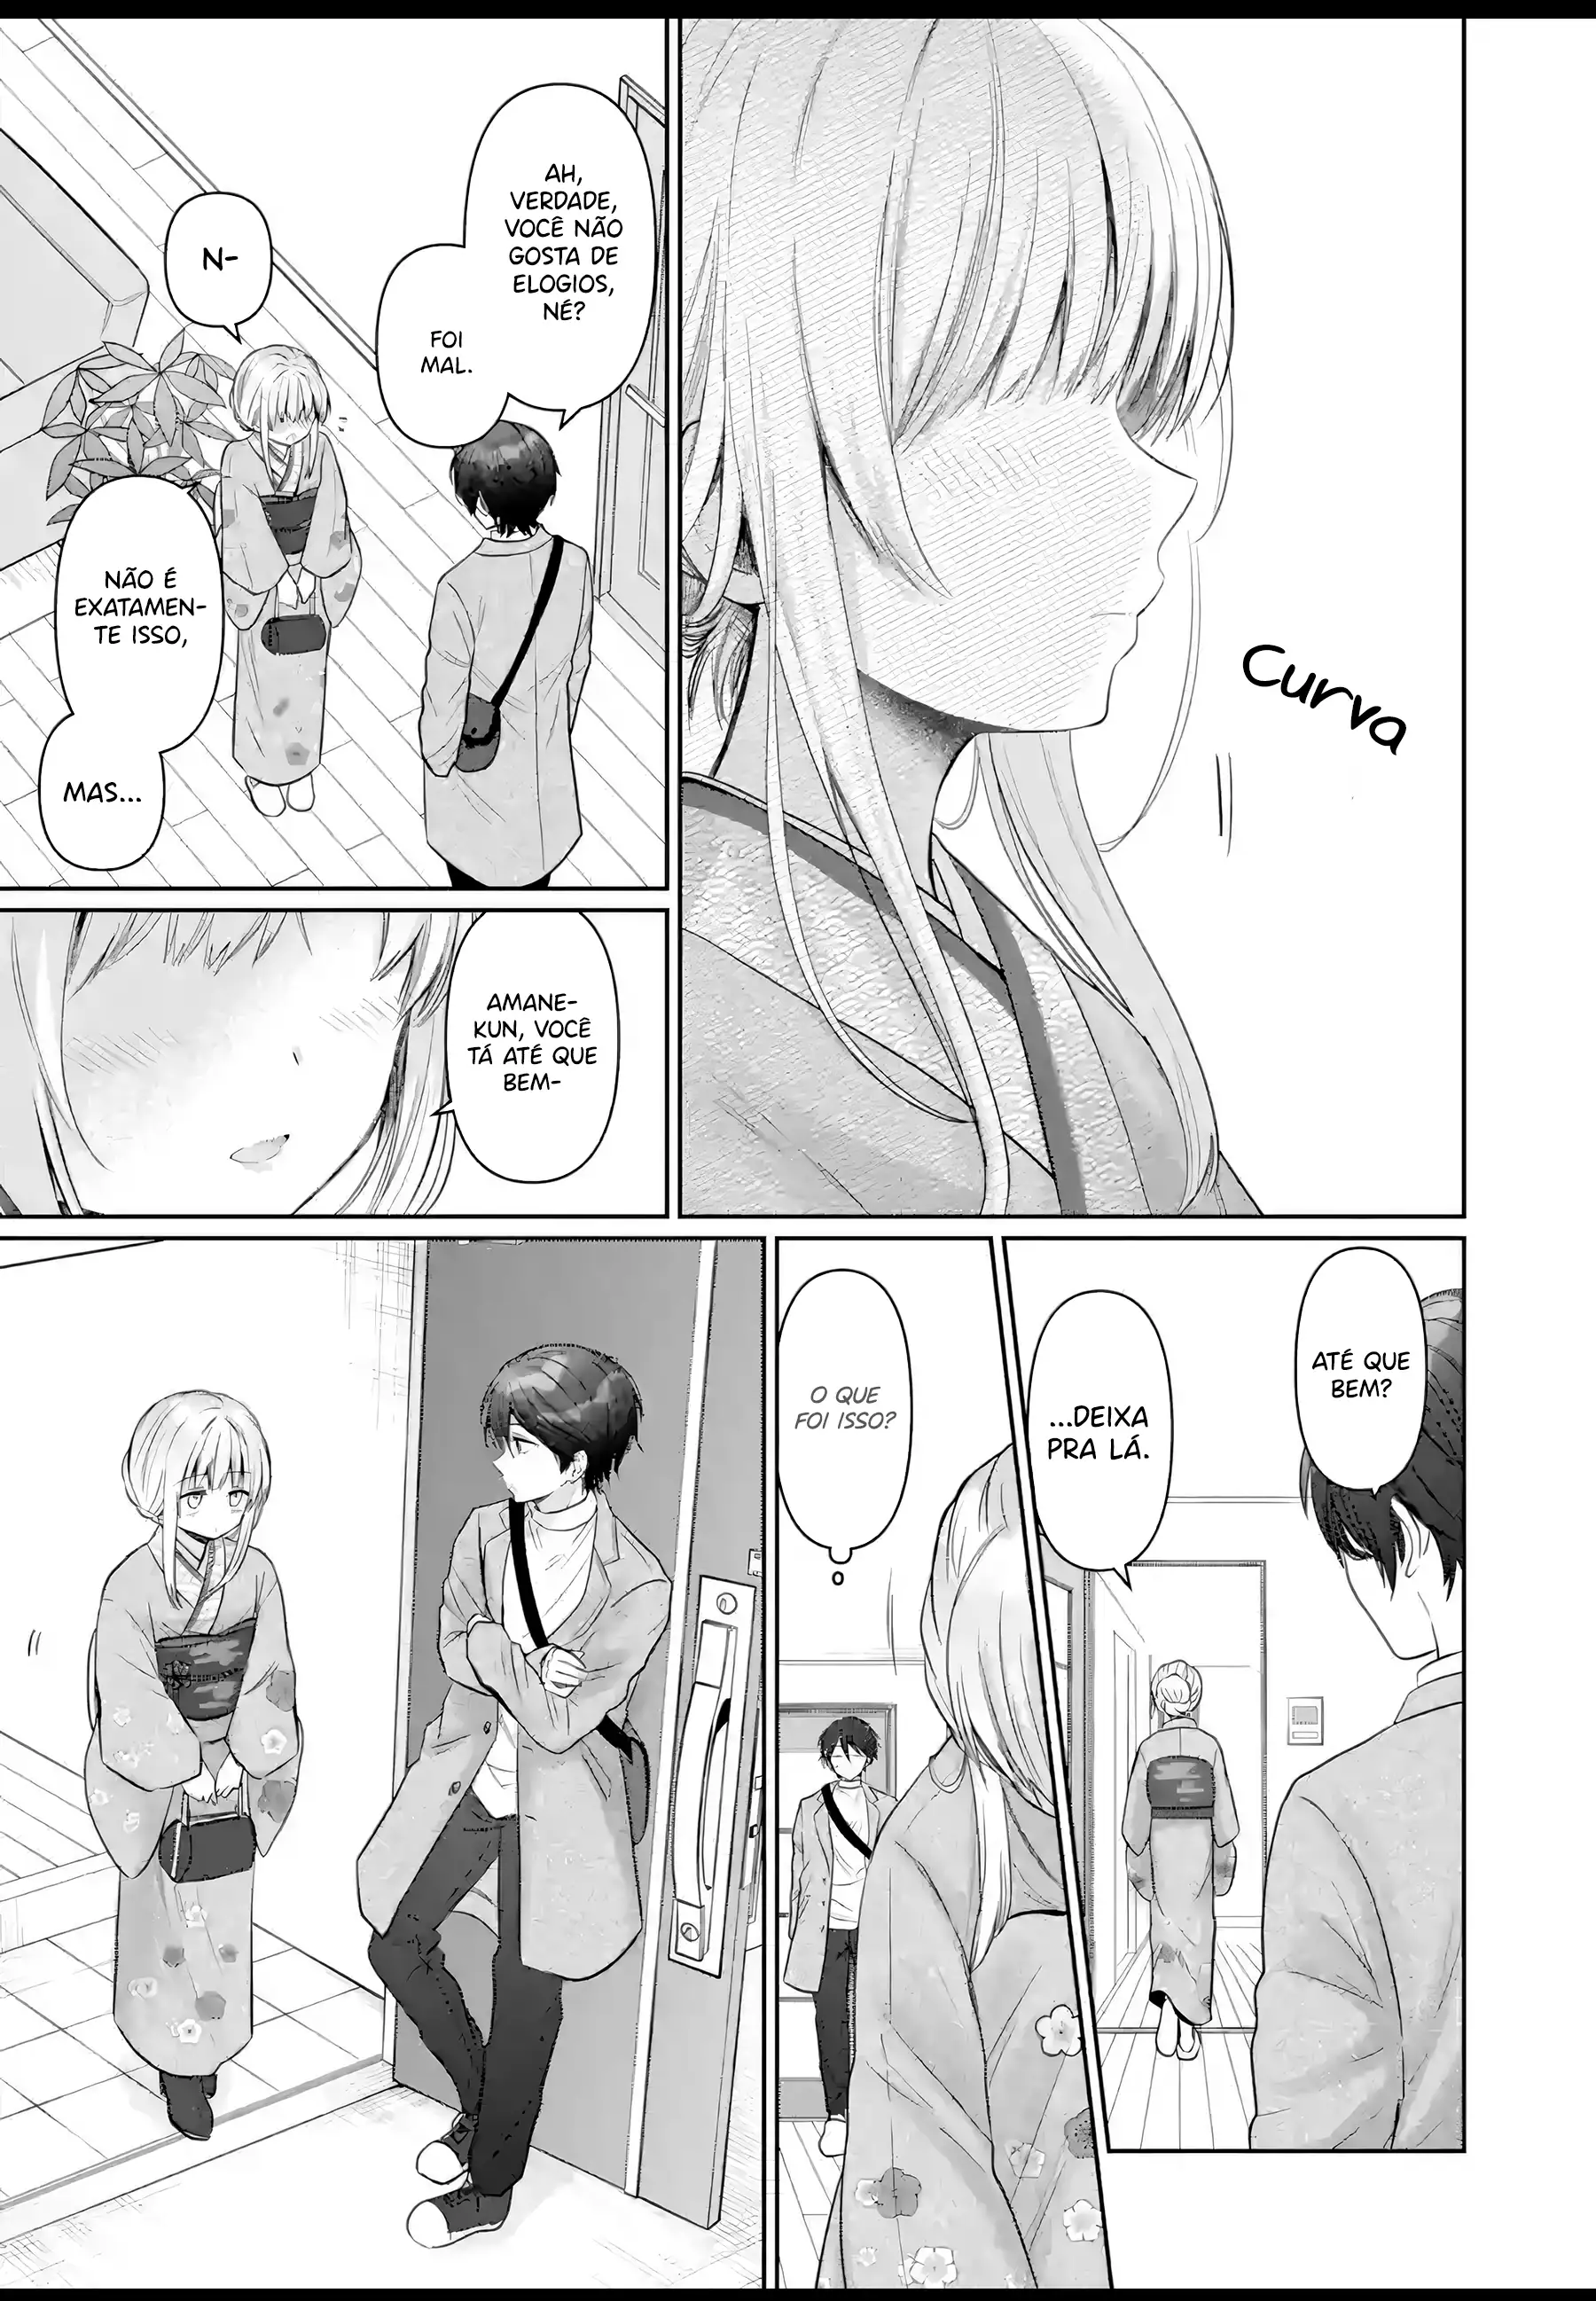 Curva
AH,
VERDADE,
VOCÊ NÃO
GOSTA DE
ELOGIOS,
NÉ?
FOI
MAL.
N-
NÃO É
EXATAMEN-
TE ISSO,
MAS...
AMANE-
KUN, VOCÊ
TÁ ATÉ QUE
BEM-
ATÉ QUE
BEM?
...DEIXA
PRA LÁ.
O QUE
FOI ISSO?